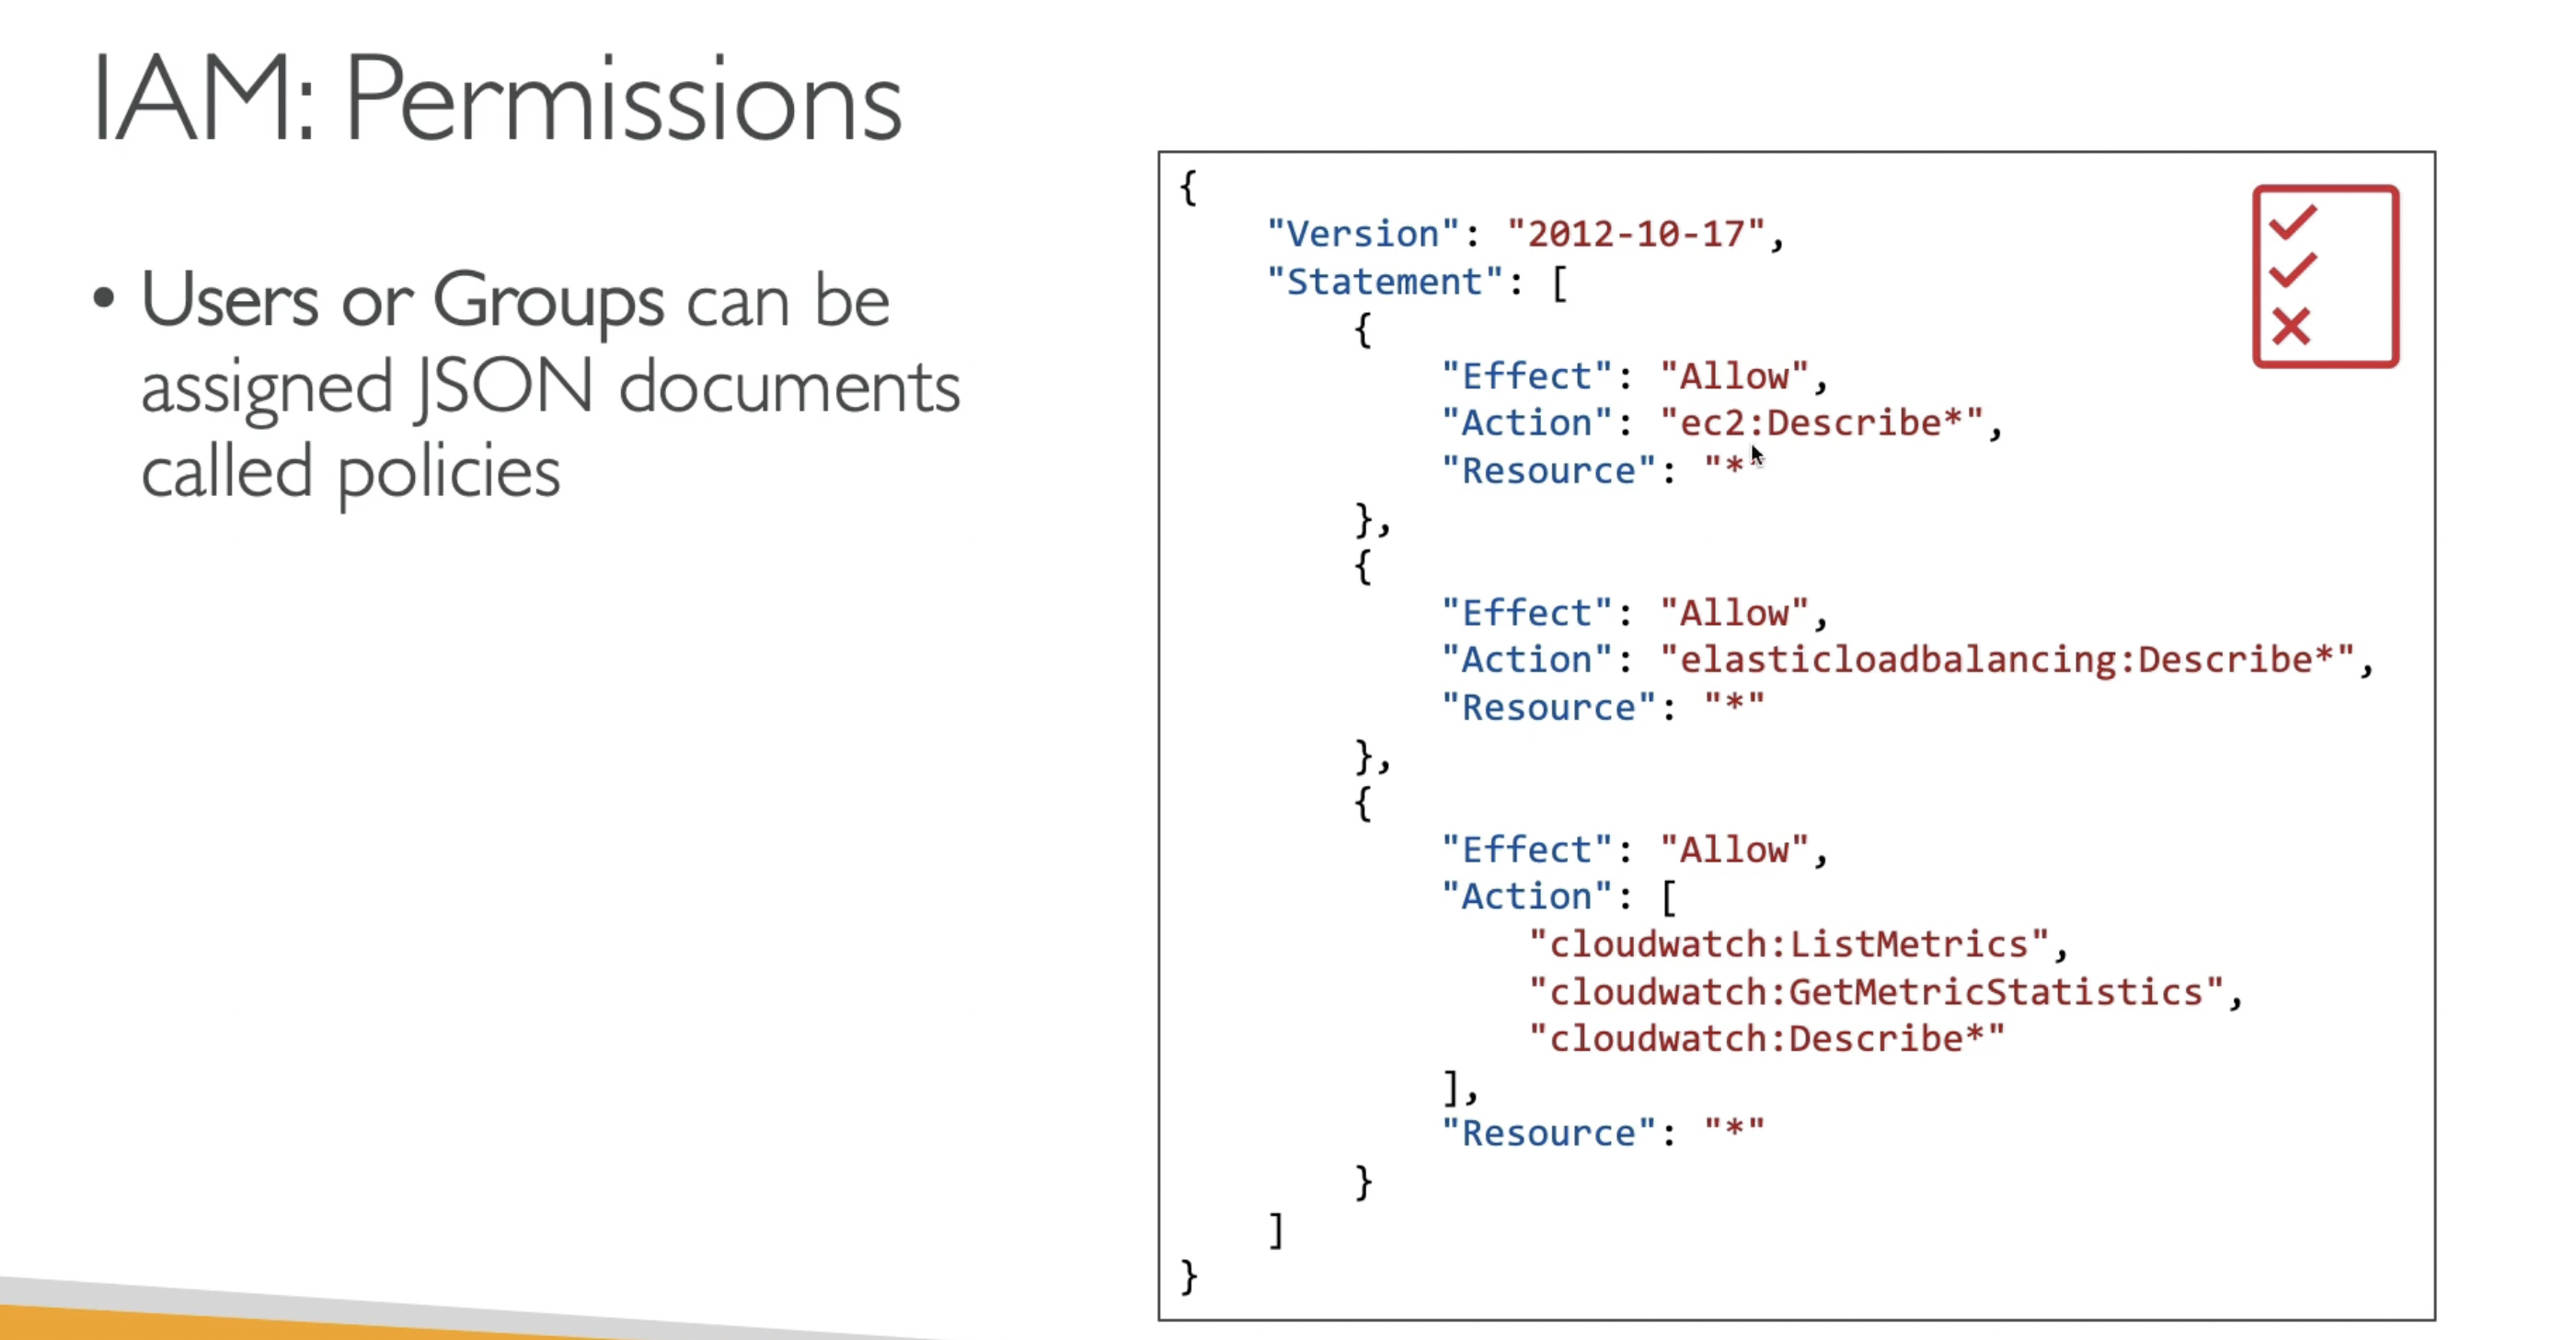 IAM: Permissions
• Users or Groups can be
assigned JSON documents
called policies
{
"Version": "2012-10-17",
"Statement": [
{
"Effect": "Allow",
"Action": "ec2:Describe*",
"Resource": "*"
},
{
"Effect": "Allow",
"Action": "elasticloadbalancing:Describe*",
"Resource": "*"
},
{
"Effect": "Allow",
"Action": [
"cloudwatch:ListMetrics",
"cloudwatch:GetMetricStatistics",
"cloudwatch:Describe*"
],
"Resource": "*"
}
]
}